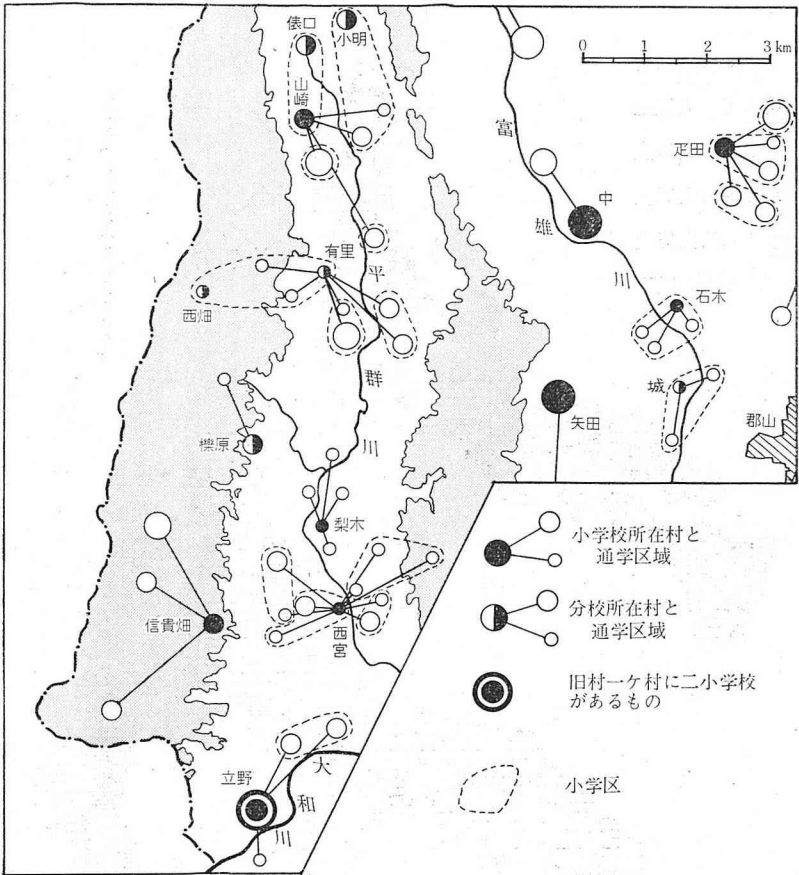 俵口
小明
山崎
0 1 2 3 km
富雄川
疋田
中
有里
平群川
西畑
石木
城
矢田
郡山
櫟原
梨木
信貴畑
西宮
立野
大和川
小学校所在村と
通学区域
分校所在村と
通学区域
旧村一ケ村に二小学校
があるもの
小学区